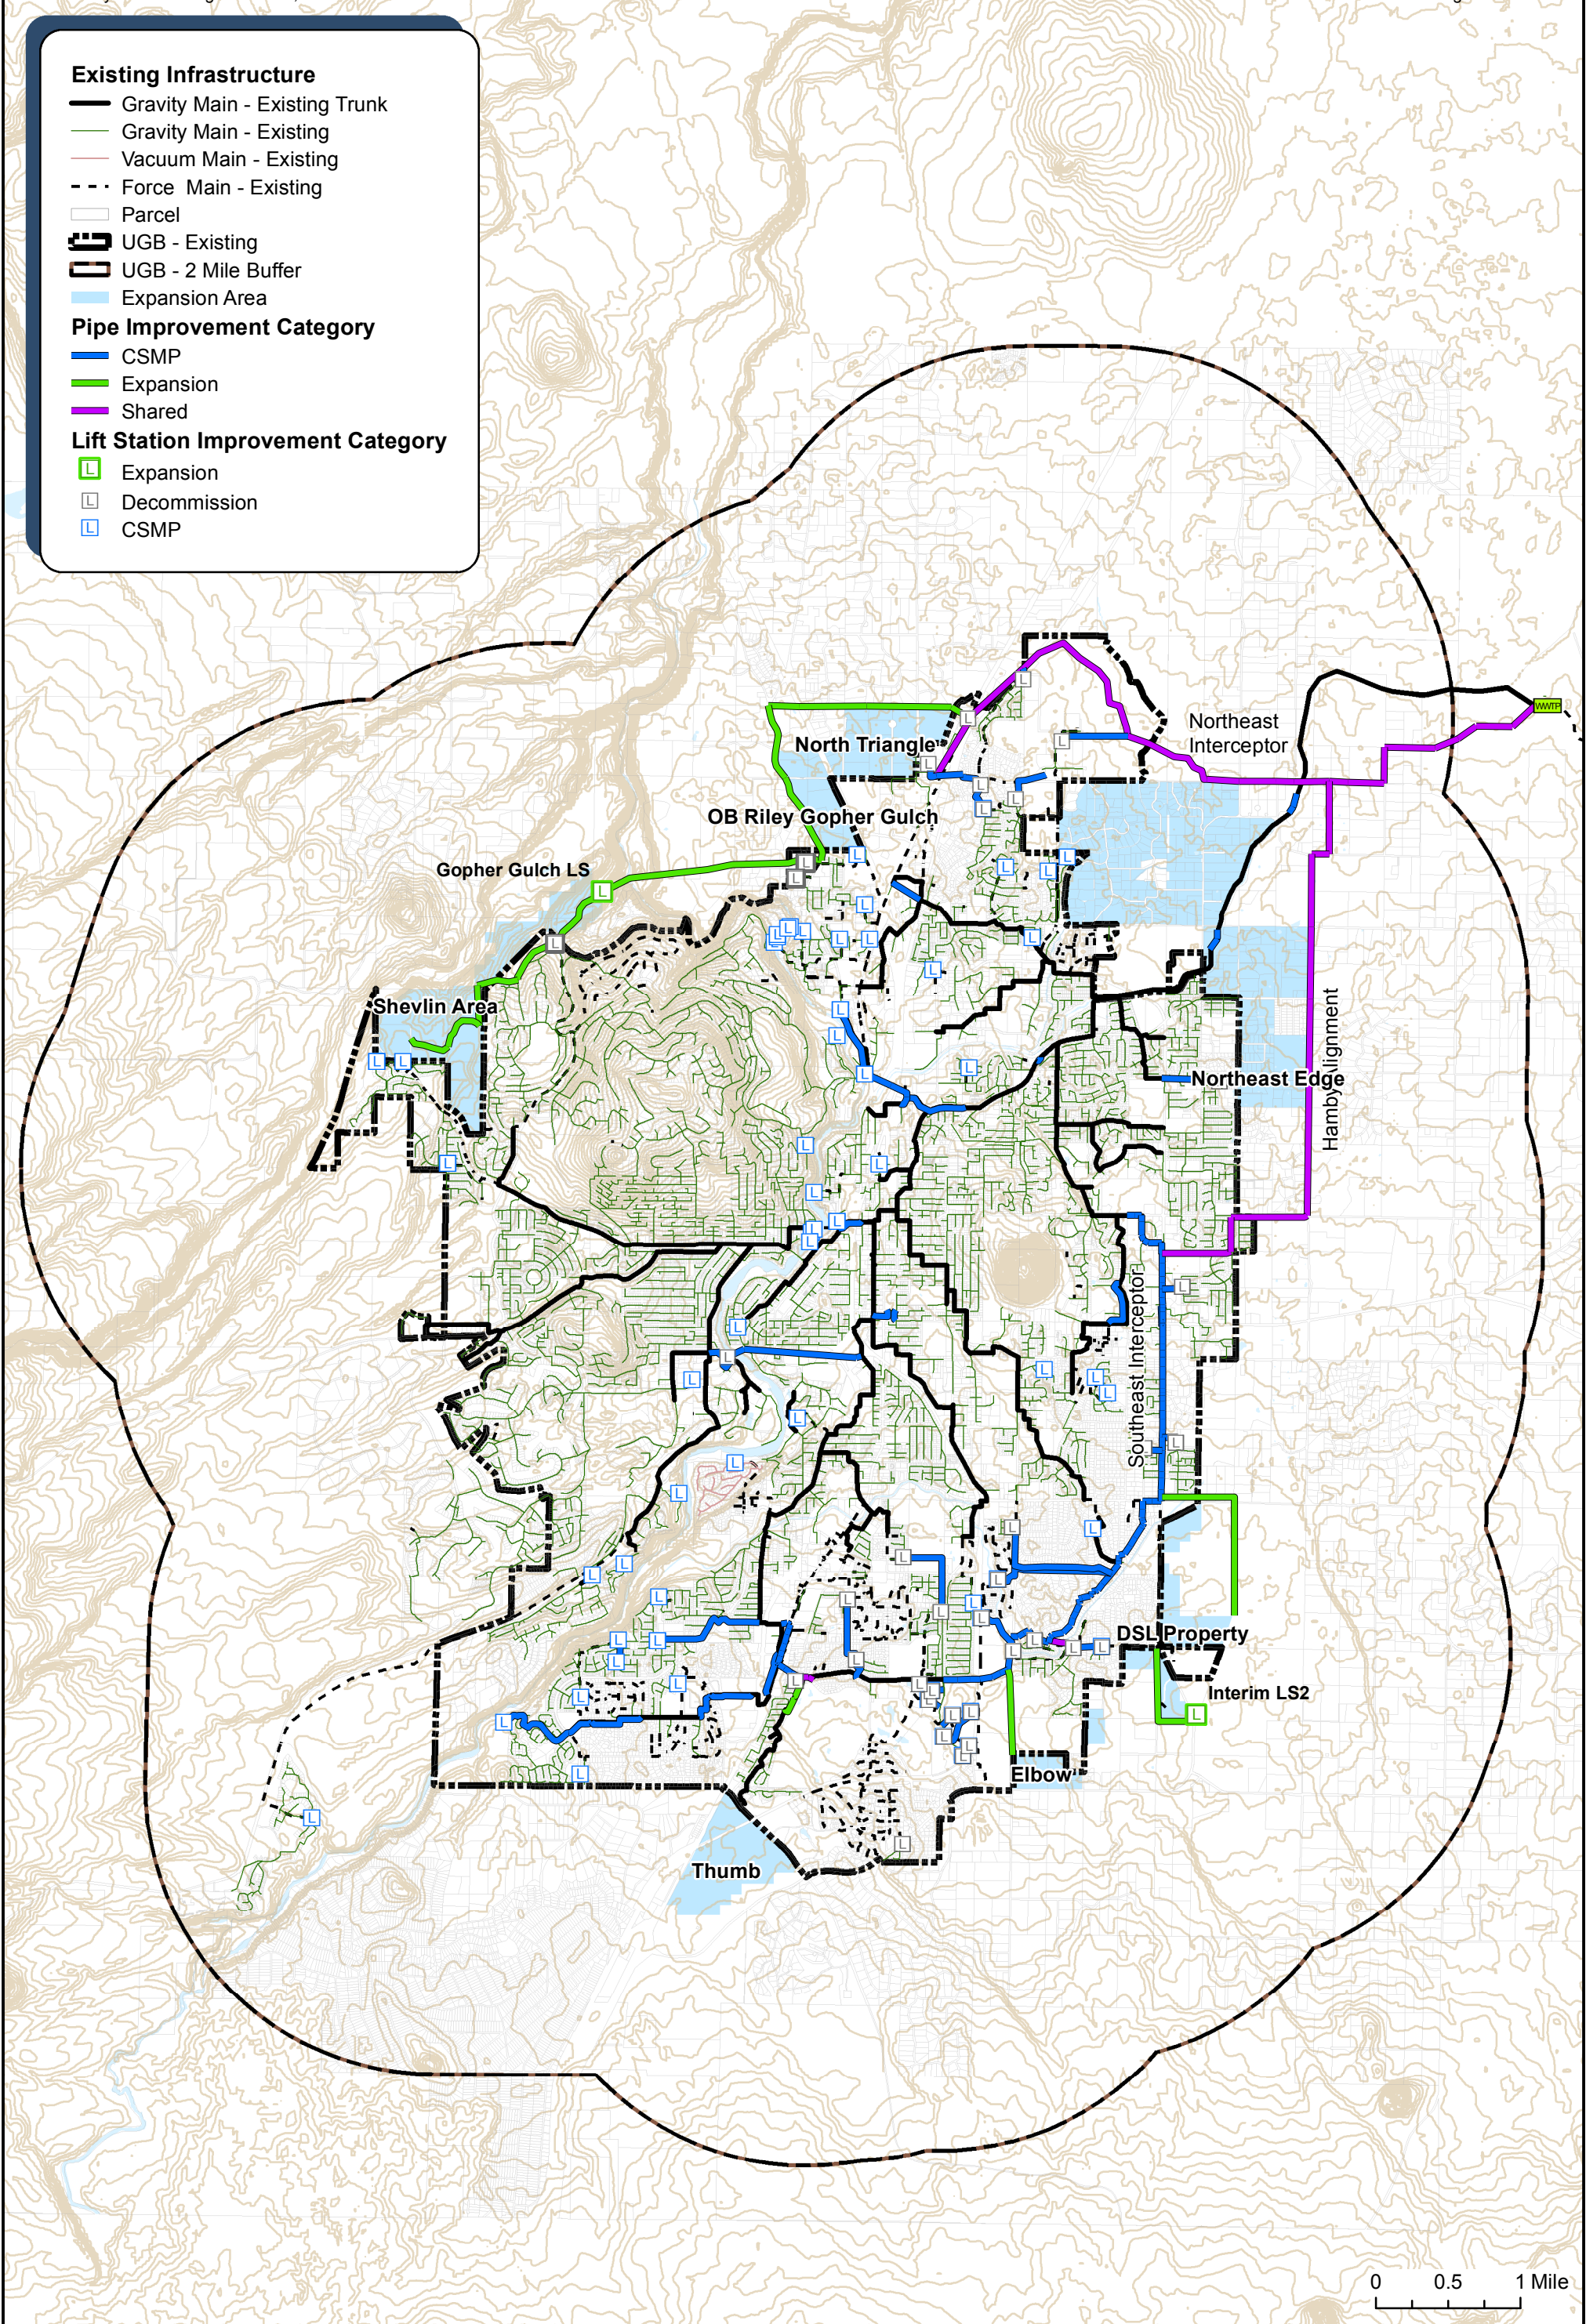 Existing Infrastructure
Gravity Main - Existing Trunk
Gravity Main - Existing
Vacuum Main - Existing
Force Main - Existing
Parcel
UGB - Existing
UGB - 2 Mile Buffer
Expansion Area
Pipe Improvement Category
CSMP
Expansion
Shared
Lift Station Improvement Category
L Expansion
L Decommission
L CSMP
WWTP
Northeast
Interceptor
North Triangle
OB Riley Gopher Gulch
Gopher Gulch LS
Shevlin Area
Hamby Alignment
Northeast Edge
Southeast Interceptor
DSL Property
Interim LS2
Elbow
Thumb
0 0.5 1 Mile